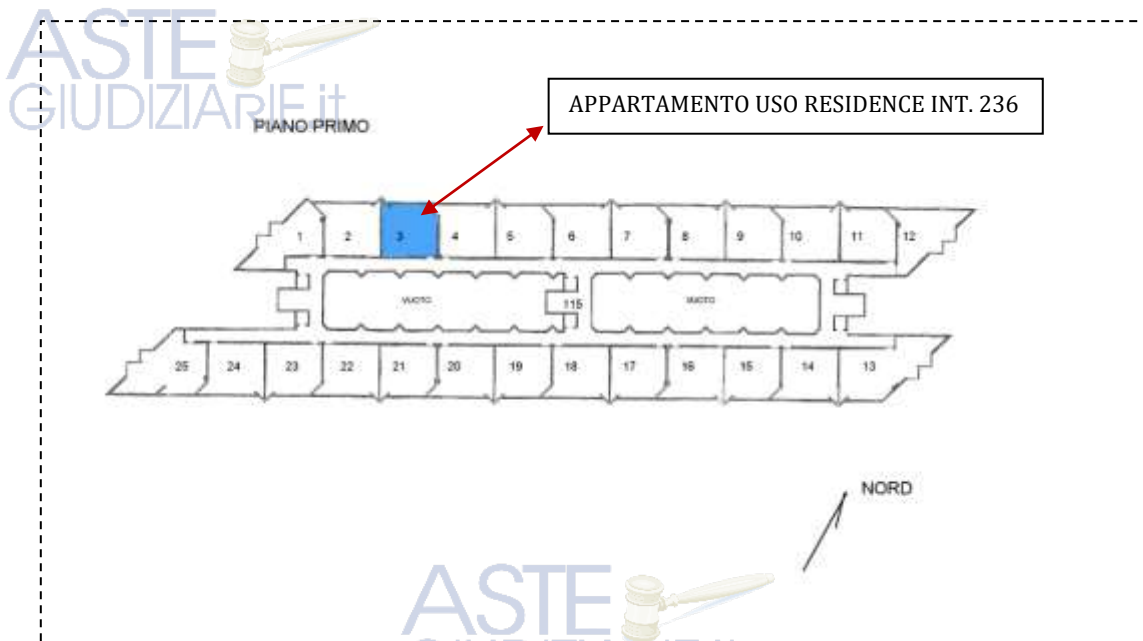 ASTE
GIUDIZIARIE.it
PIANO PRIMO
APPARTAMENTO USO RESIDENCE INT. 236
1 2 3 4 5 6 7 8 9 10 11 12
VUOTO 115 VUOTO
25 24 23 22 21 20 19 18 17 16 15 14 13
NORD
ASTE